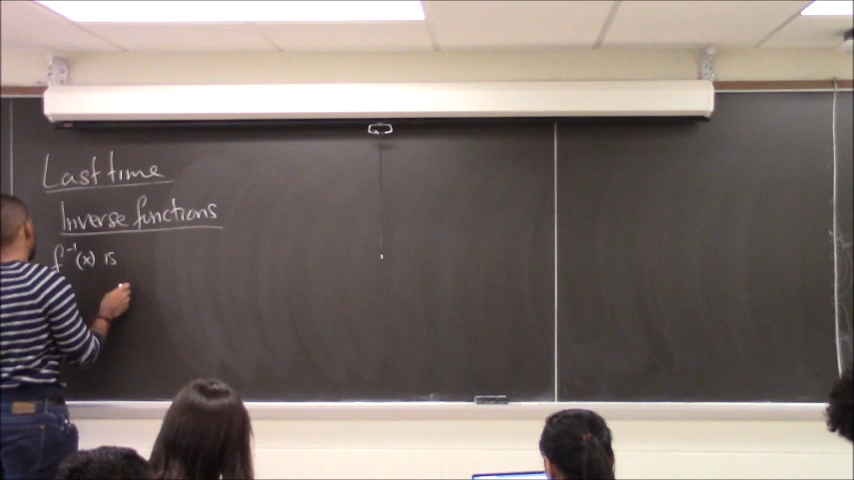 Last time
Inverse functions
f⁻¹(x) is